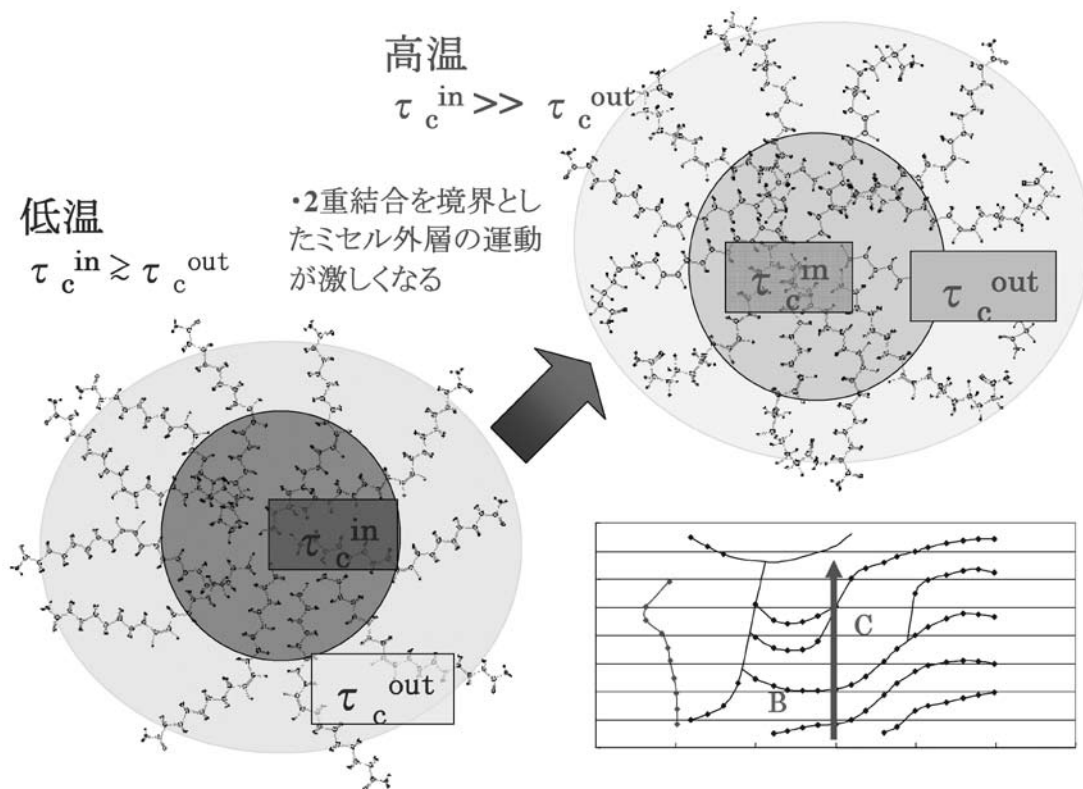 高温
τ c in >> τ c out
低温
τ c in ≳ τ c out
・2重結合を境界とし
たミセル外層の運動
が激しくなる
τ c in
τ c out
τ c in
τ c out
C
B